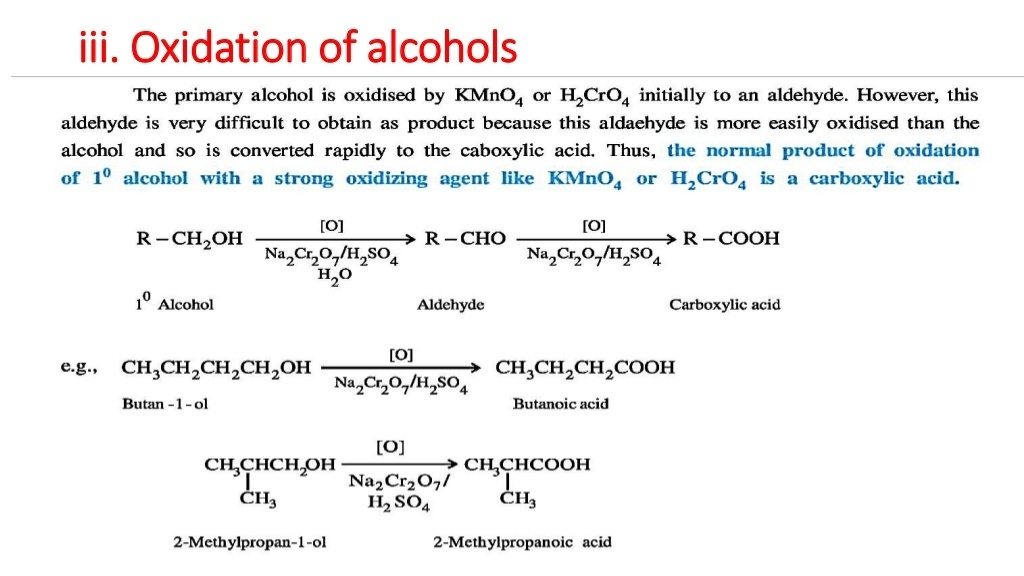 iii. Oxidation of alcohols
The primary alcohol is oxidised by KMnO₄ or H₂CrO₄ initially to an aldehyde. However, this
aldehyde is very difficult to obtain as product because this aldaehyde is more easily oxidised than the
alcohol and so is converted rapidly to the caboxylic acid. Thus, the normal product of oxidation
of 1⁰ alcohol with a strong oxidizing agent like KMnO₄ or H₂CrO₄ is a carboxylic acid.
[O] [O]
R – CH₂OH → R – CHO → R – COOH
Na₂Cr₂O₇/H₂SO₄ Na₂Cr₂O₇/H₂SO₄
H₂O
1⁰ Alcohol Aldehyde Carboxylic acid
[O]
e.g., CH₃CH₂CH₂CH₂OH → CH₃CH₂CH₂COOH
Na₂Cr₂O₇/H₂SO₄
Butan -1- ol Butanoic acid
[O]
CH₃CHCH₂OH → CH₃CHCOOH
Na₂Cr₂O₇/
CH₃ H₂SO₄ CH₃
2-Methylpropan-1-ol 2-Methylpropanoic acid